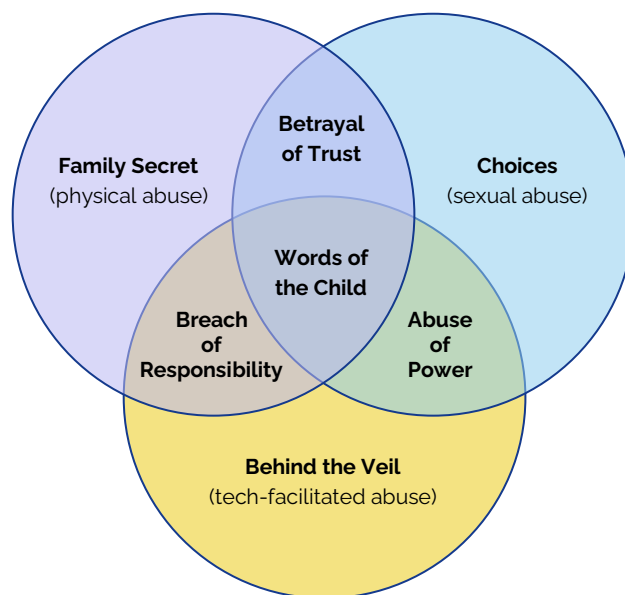 Betrayal
of Trust
Family Secret
(physical abuse)
Choices
(sexual abuse)
Words of
the Child
Breach
of
Responsibility
Abuse
of
Power
Behind the Veil
(tech-facilitated abuse)